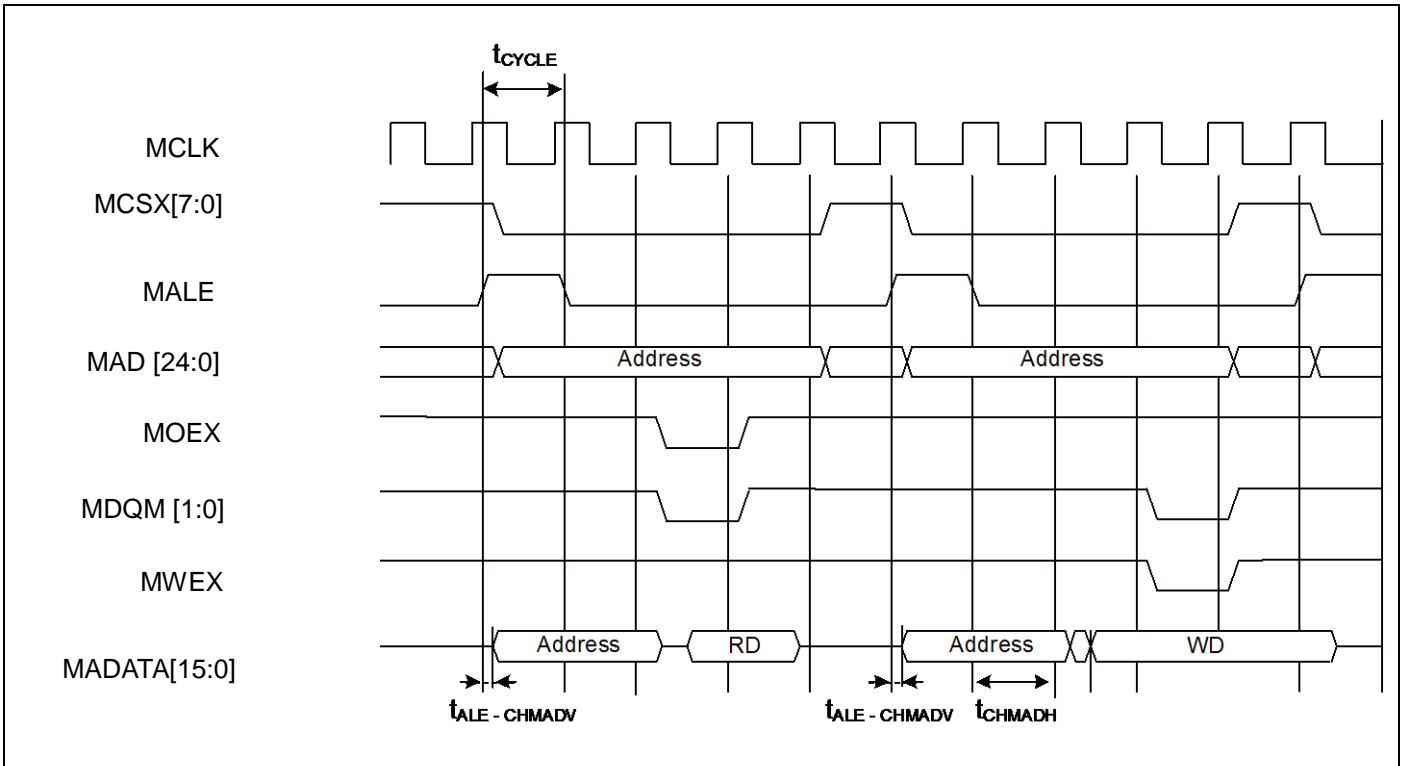 tCYCLE
MCLK
MCSX[7:0]
MALE
MAD [24:0] Address Address
MOEX
MDQM [1:0]
MWEX
MADATA[15:0] Address RD Address WD
tALE - CHMADV tALE - CHMADV tCHMADH